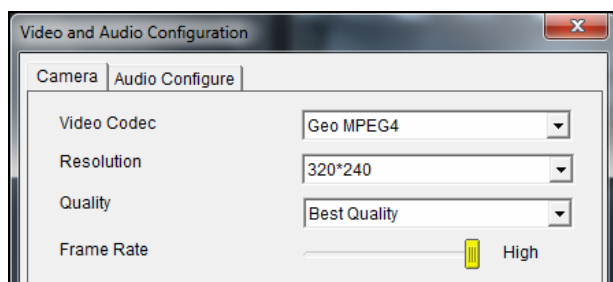 Video and Audio Configuration
Camera Audio Configure
Video Codec Geo MPEG4
Resolution 320*240
Quality Best Quality
Frame Rate High